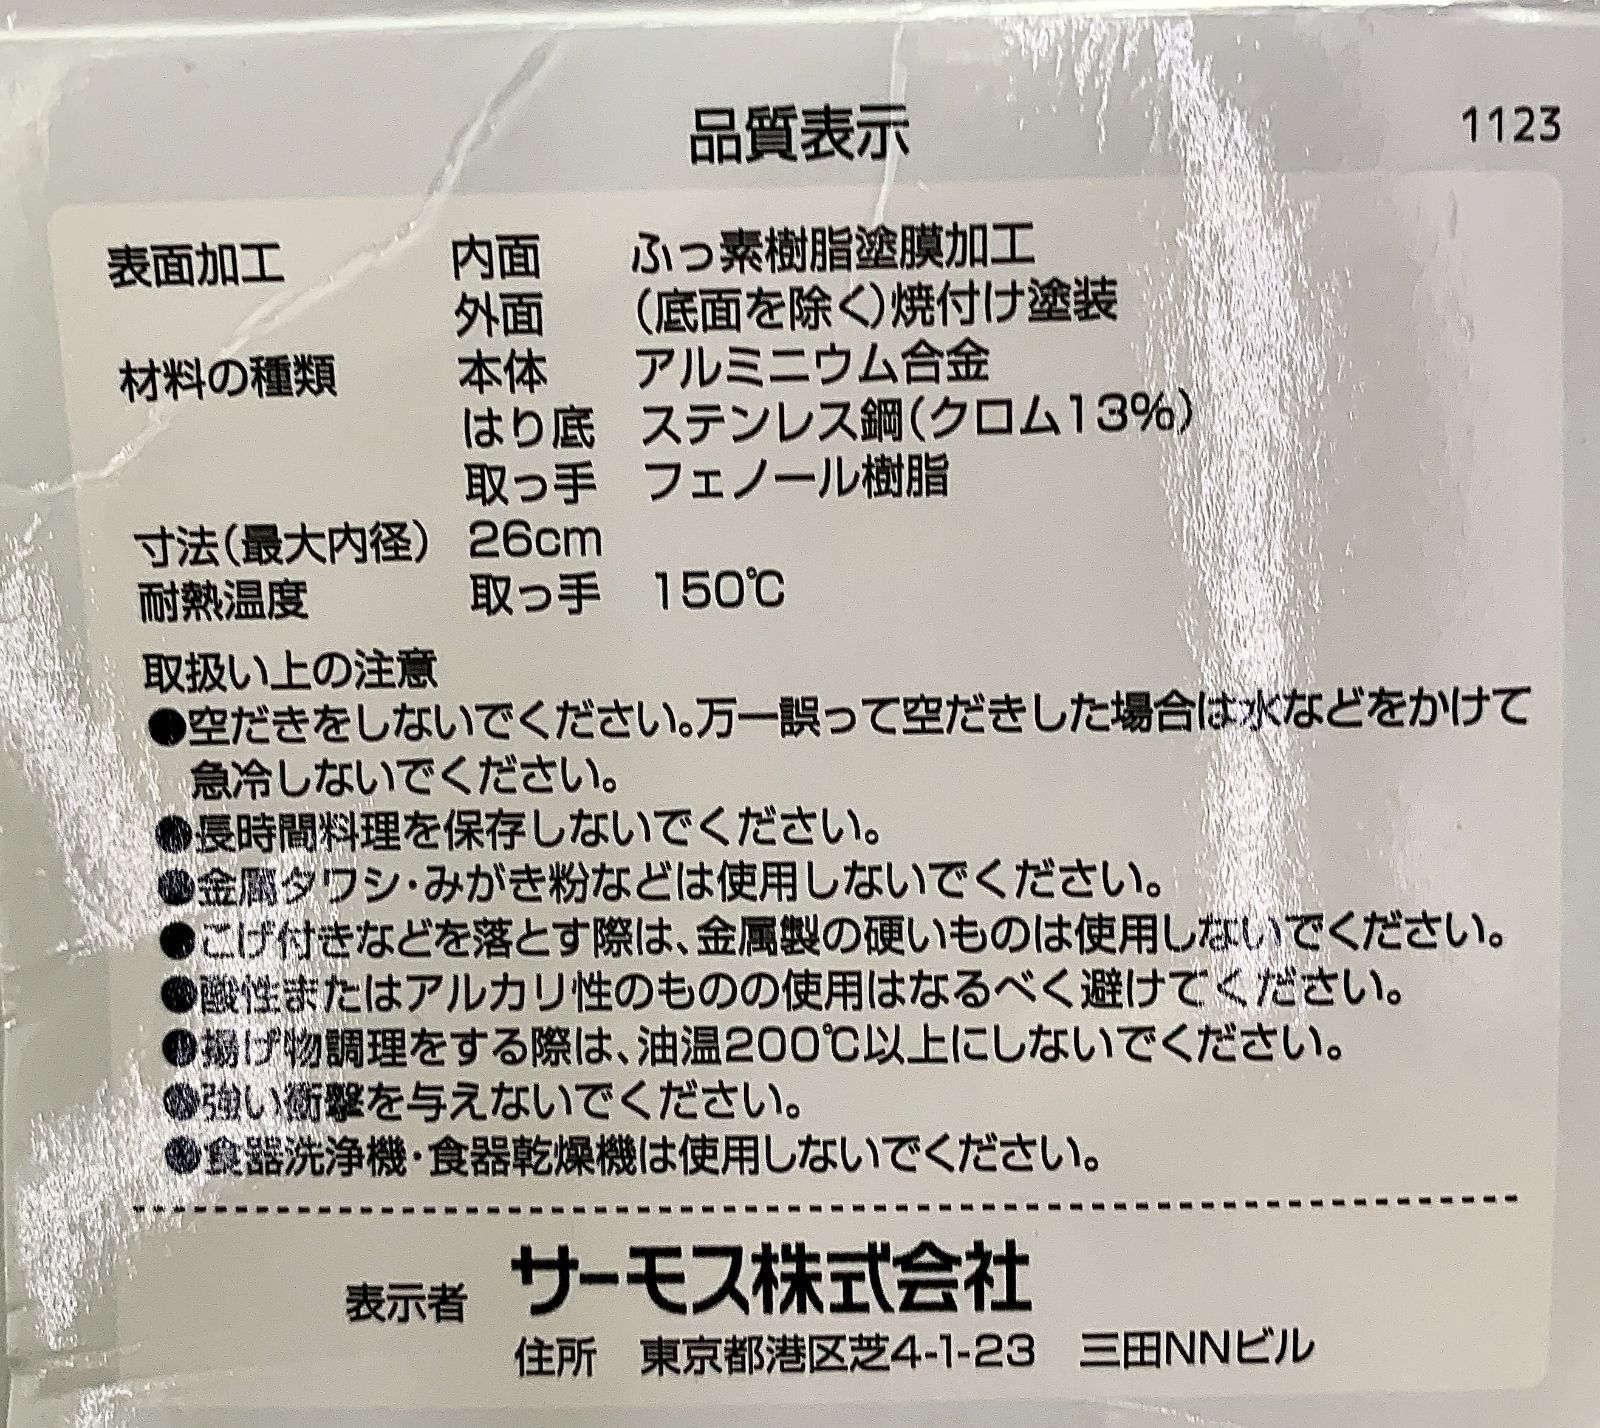 品質表示 1123
表面加工 内面 ふっ素樹脂塗膜加工
外面 (底面を除く)焼付け塗装
材料の種類 本体 アルミニウム合金
はり底 ステンレス鋼(クロム13%)
取っ手 フェノール樹脂
寸法(最大内径) 26cm
耐熱温度 取っ手 150℃
取扱い上の注意
●空だきをしないでください。万一誤って空だきした場合は水などをかけて
急冷しないでください。
●長時間料理を保存しないでください。
●金属タワシ・みがき粉などは使用しないでください。
●こげ付きなどを落とす際は、金属製の硬いものは使用しないでください。
●酸性またはアルカリ性のものの使用はなるべく避けてください。
●揚げ物調理をする際は、油温200℃以上にしないでください。
●強い衝撃を与えないでください。
●食器洗浄機・食器乾燥機は使用しないでください。
表示者 サーモス株式会社
住所 東京都港区芝4-1-23 三田NNビル